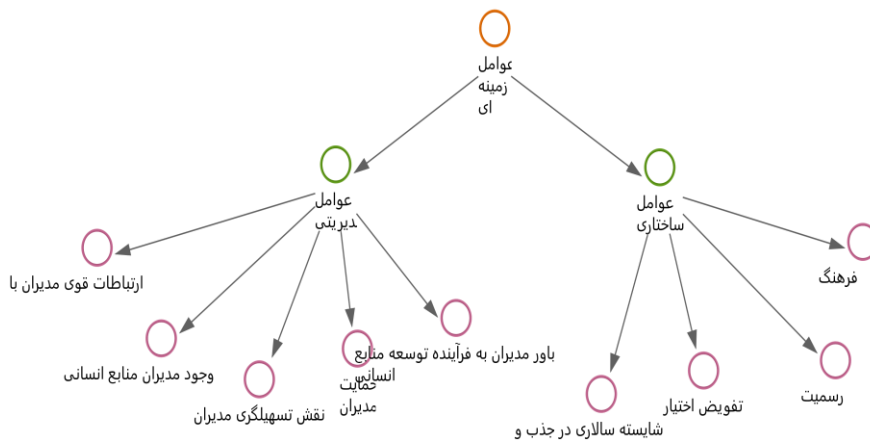 عوامل
زمینه
ای
عوامل
مدیریتی
عوامل
ساختاری
ارتباطات قوی مدیران با
وجود مدیران منابع انسانی
نقش تسهیلگری مدیران
حمایت
مدیران
باور مدیران به فرآینده توسعه منابع
انسانی
شایسته سالاری در جذب و
تفویض اختیار
رسمیت
فرهنگ